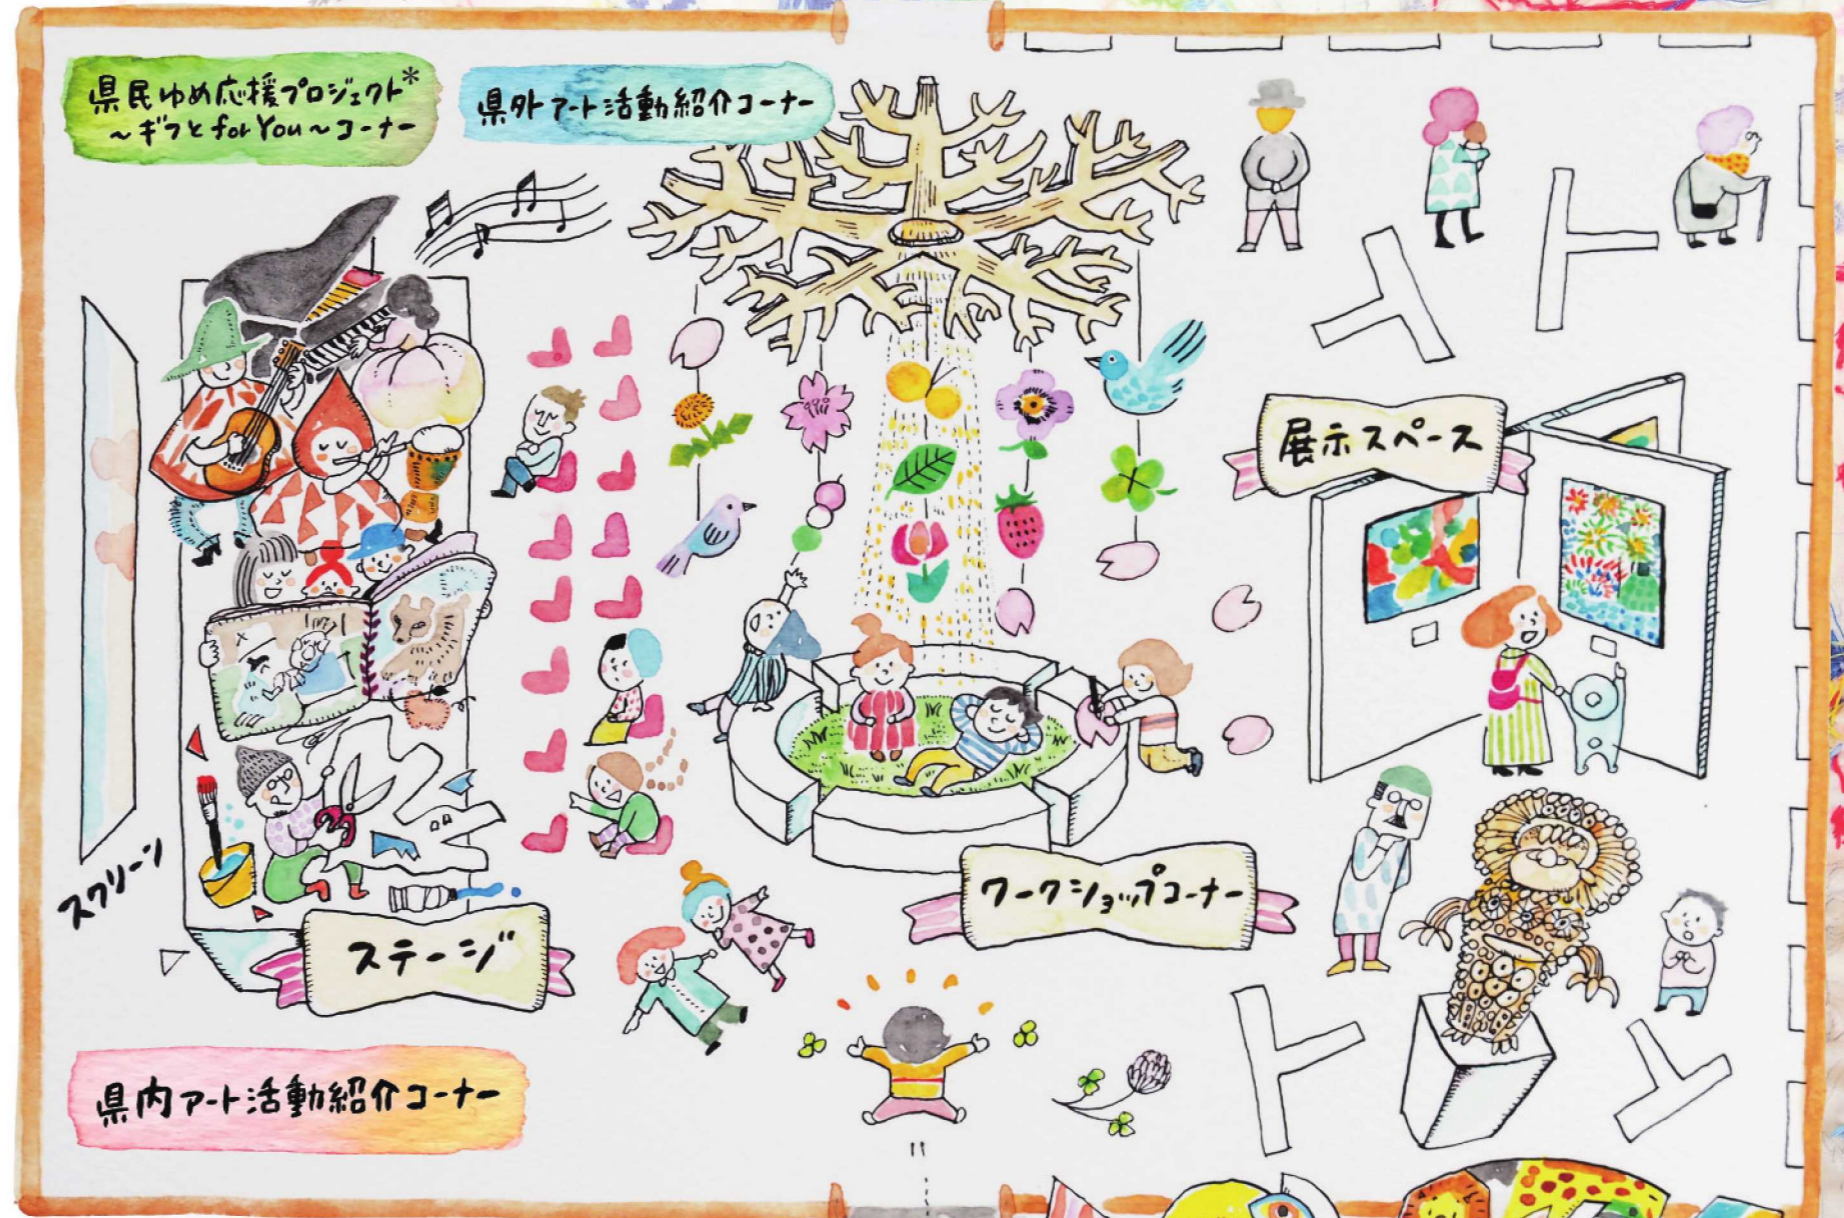 県民ゆめ応援プロジェクト*
～ギフと for You～コーナー
県外アート活動紹介コーナー
展示スペース
スクリーン
ワークショップコーナー
ステージ
県内アート活動紹介コーナー